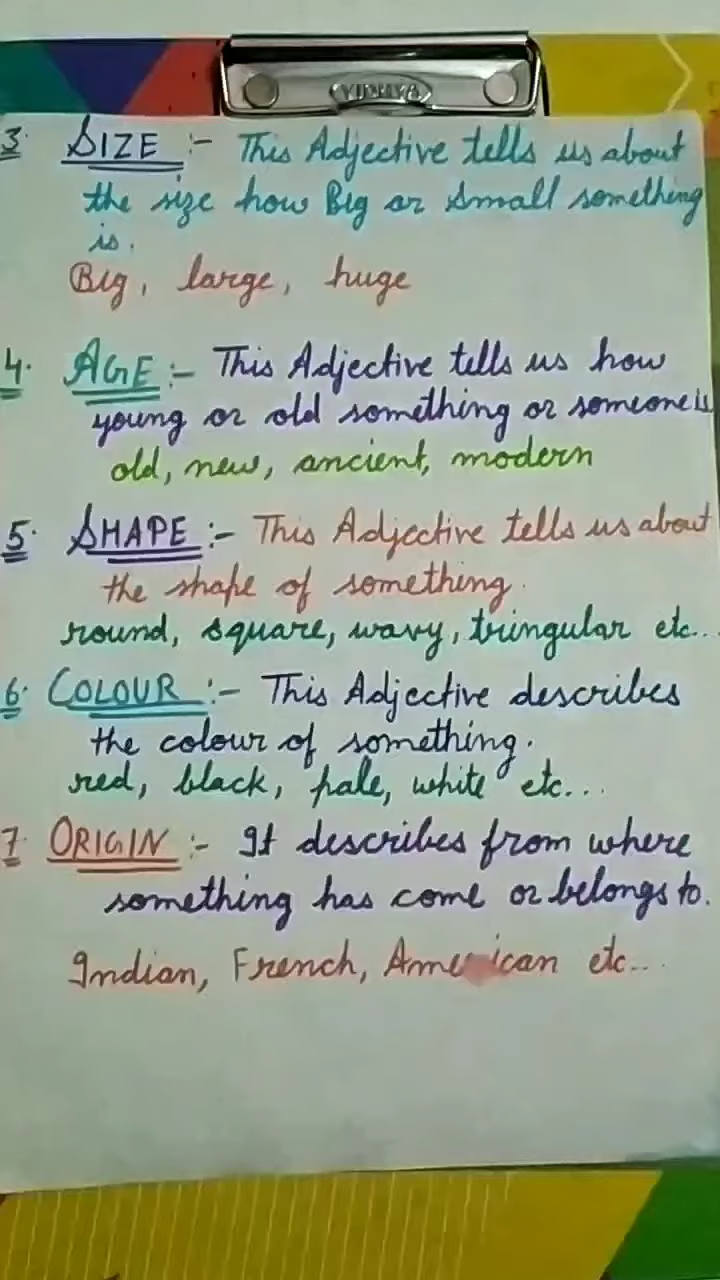 VIDHYA
3. SIZE :- This Adjective tells us about
the size how Big or Small something
is.
Big, large, huge
4. AGE :- This Adjective tells us how
young or old something or someone is
old, new, ancient, modern
5. SHAPE :- This Adjective tells us about
the shape of something.
round, square, wavy, tringular etc...
6. COLOUR :- This Adjective describes
the colour of something.
red, black, pale, white etc...
7. ORIGIN :- It describes from where
something has come or belongs to.
Indian, French, American etc...